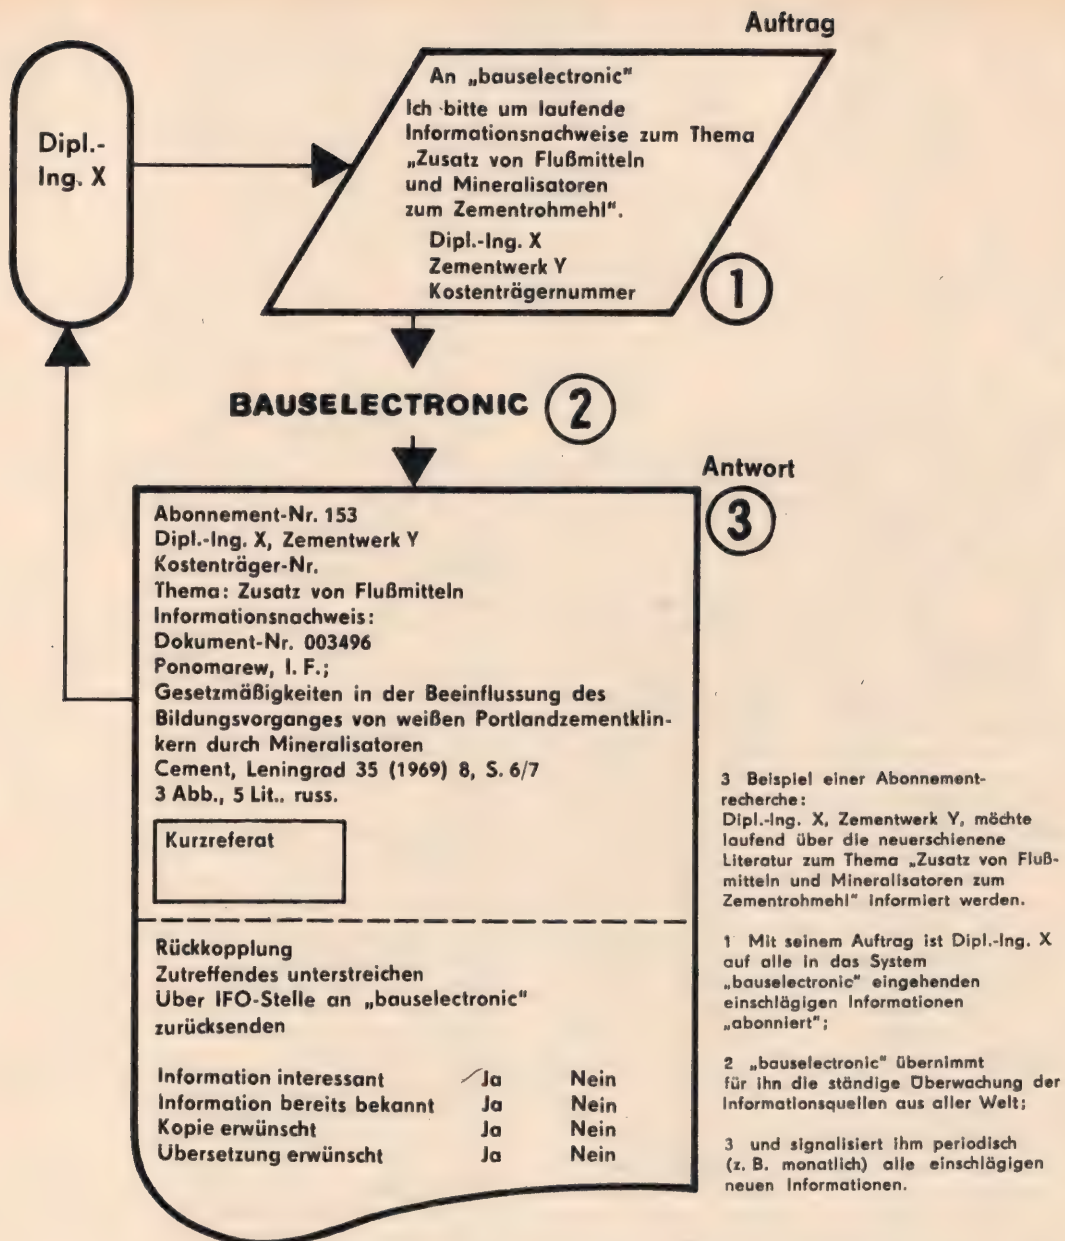 Auftrag
Dipl.-
Ing. X
An „bauselectronic"
Ich bitte um laufende
Informationsnachweise zum Thema
„Zusatz von Flußmitteln
und Mineralisatoren
zum Zementrohmehl".
Dipl.-Ing. X
Zementwerk Y
Kostenträgernummer
1
BAUSELECTRONIC 2
Antwort
3
Abonnement-Nr. 153
Dipl.-Ing. X, Zementwerk Y
Kostenträger-Nr.
Thema: Zusatz von Flußmitteln
Informationsnachweis:
Dokument-Nr. 003496
Ponomarew, I. F.;
Gesetzmäßigkeiten in der Beeinflussung des
Bildungsvorganges von weißen Portlandzementklin-
kern durch Mineralisatoren
Cement, Leningrad 35 (1969) 8, S. 6/7
3 Abb., 5 Lit.. russ.
Kurzreferat
Rückkopplung
Zutreffendes unterstreichen
Über IFO-Stelle an „bauselectronic"
zurücksenden
Information interessant Ja Nein
Information bereits bekannt Ja Nein
Kopie erwünscht Ja Nein
Übersetzung erwünscht Ja Nein
3 Beispiel einer Abonnement-
recherche:
Dipl.-Ing. X, Zementwerk Y, möchte
laufend über die neuerschienene
Literatur zum Thema „Zusatz von Fluß-
mitteln und Mineralisatoren zum
Zementrohmehl" informiert werden.
1 Mit seinem Auftrag ist Dipl.-Ing. X
auf alle in das System
„bauselectronic" eingehenden
einschlägigen Informationen
„abonniert";
2 „bauselectronic" übernimmt
für ihn die ständige Überwachung der
Informationsquellen aus aller Welt;
3 und signalisiert ihm periodisch
(z. B. monatlich) alle einschlägigen
neuen Informationen.